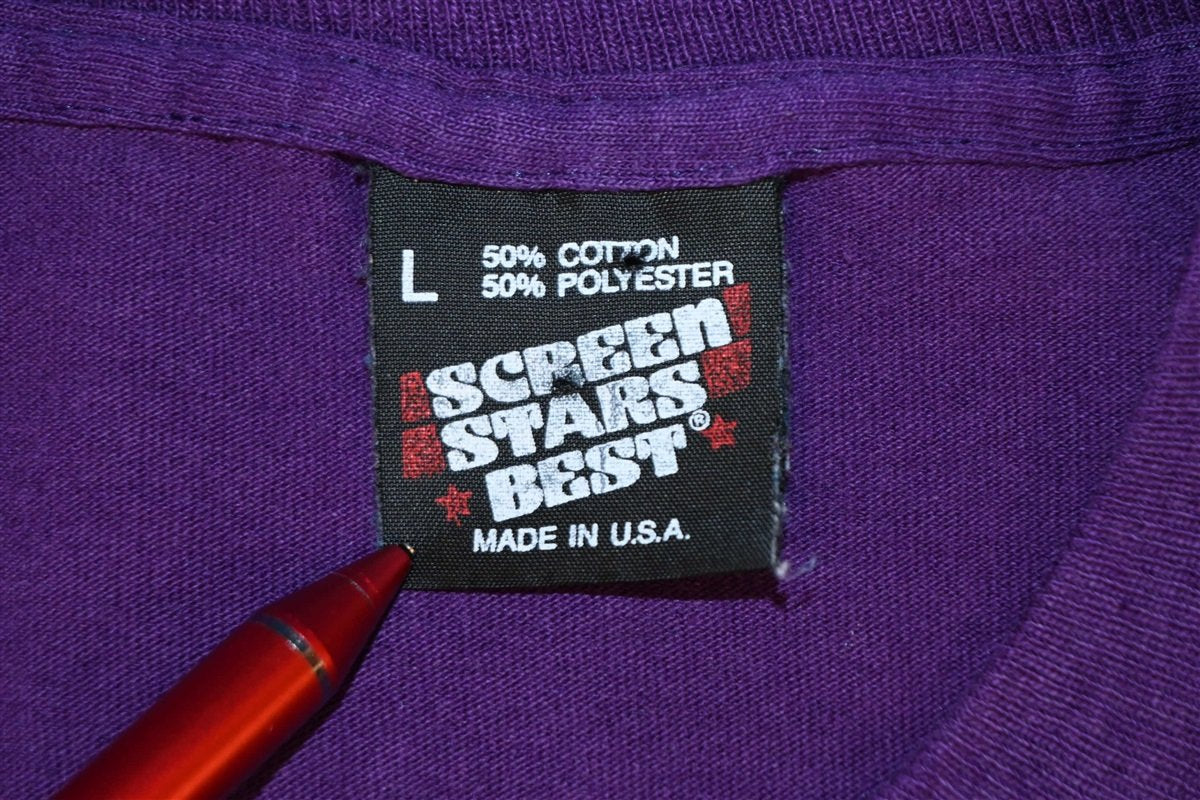 L
50% COTTON
50% POLYESTER
SCREEN
STARS
BEST®
MADE IN U.S.A.